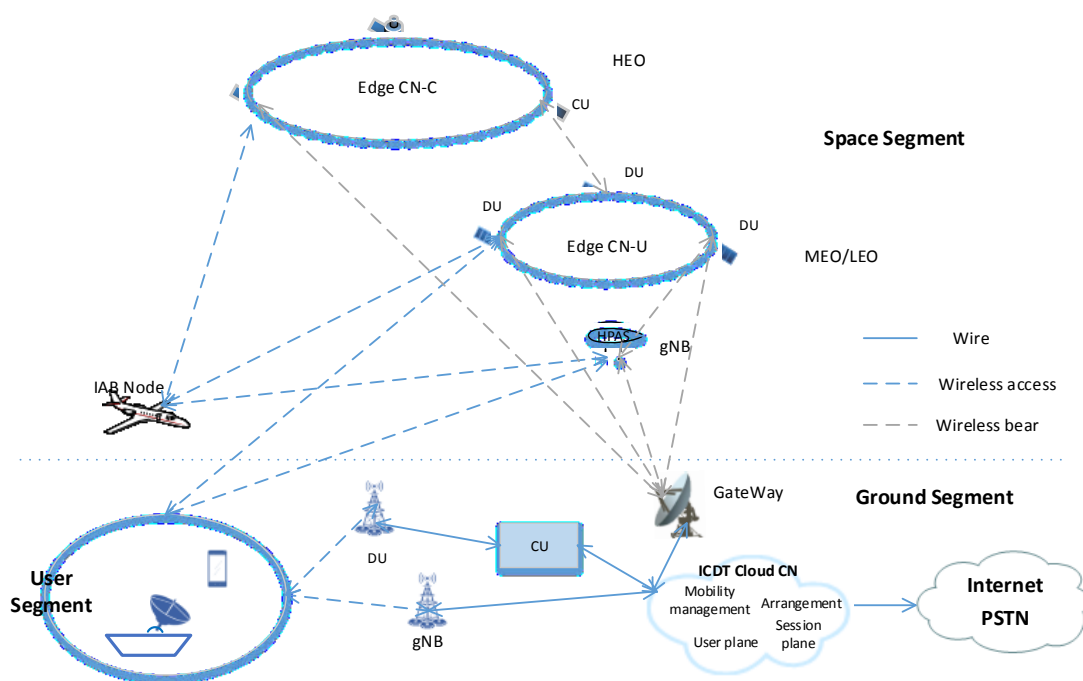 HEO
Edge CN-C
CU
Space Segment
DU
DU
DU
Edge CN-U
MEO/LEO
HPAS
gNB
Wire
IAB Node
Wireless access
Wireless bear
GateWay
Ground Segment
DU
CU
ICDT Cloud CN
Mobility
management
Arrangement
Session
plane
User plane
User
Segment
gNB
Internet
PSTN